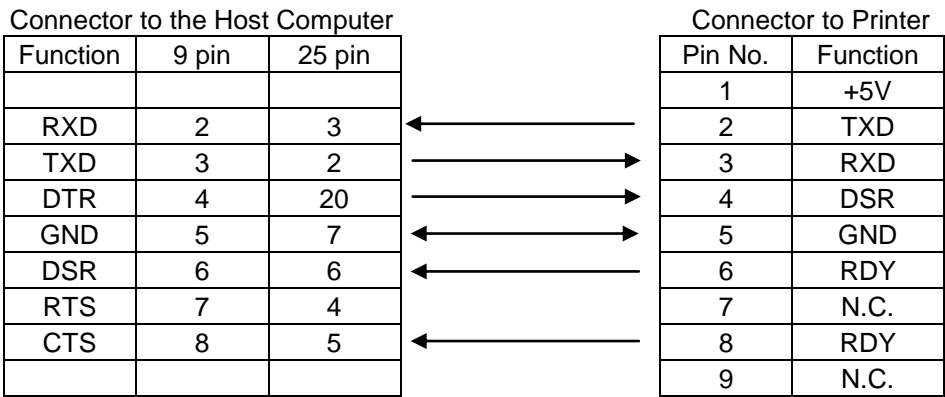 Connector to the Host Computer Connector to Printer
Function 9 pin 25 pin Pin No. Function
1 +5V
RXD 2 3 2 TXD
TXD 3 2 3 RXD
DTR 4 20 4 DSR
GND 5 7 5 GND
DSR 6 6 6 RDY
RTS 7 4 7 N.C.
CTS 8 5 8 RDY
9 N.C.